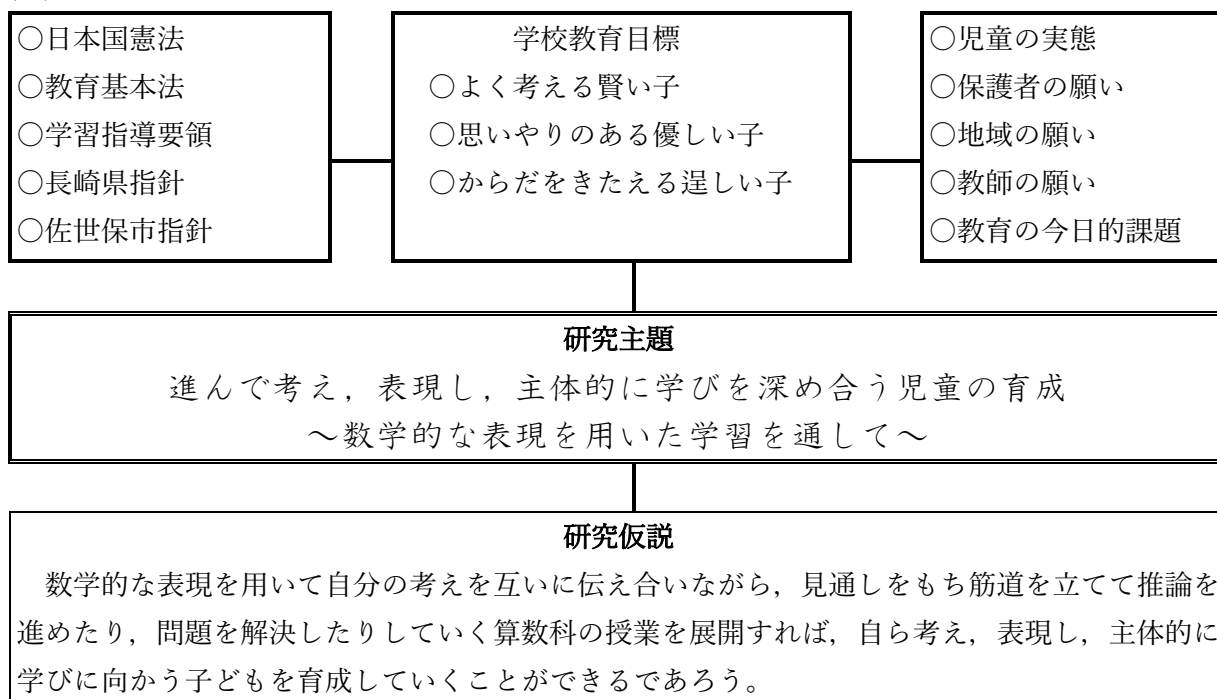 ○日本国憲法
○教育基本法
○学習指導要領
○長崎県指針
○佐世保市指針
学校教育目標
○よく考える賢い子
○思いやりのある優しい子
○からだをきたえる逞しい子
○児童の実態
○保護者の願い
○地域の願い
○教師の願い
○教育の今日的課題
研究主題
進んで考え，表現し，主体的に学びを深め合う児童の育成
～数学的な表現を用いた学習を通して～
研究仮説
数学的な表現を用いて自分の考えを互いに伝え合いながら，見通しをもち筋道を立てて推論を
進めたり，問題を解決したりしていく算数科の授業を展開すれば，自ら考え，表現し，主体的に
学びに向かう子どもを育成していくことができるであろう。